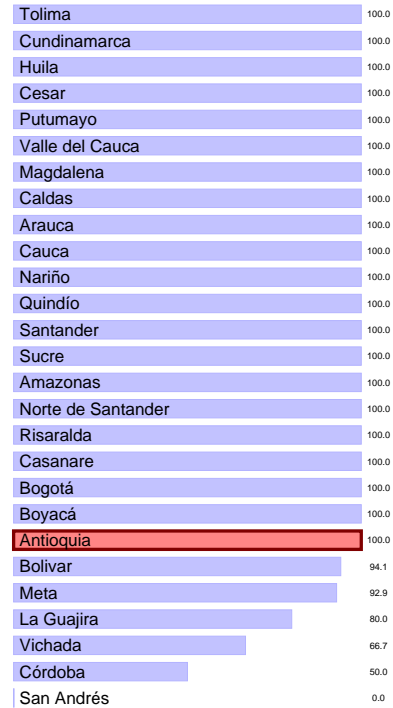 Tolima 100.0
Cundinamarca 100.0
Huila 100.0
Cesar 100.0
Putumayo 100.0
Valle del Cauca 100.0
Magdalena 100.0
Caldas 100.0
Arauca 100.0
Cauca 100.0
Nariño 100.0
Quindío 100.0
Santander 100.0
Sucre 100.0
Amazonas 100.0
Norte de Santander 100.0
Risaralda 100.0
Casanare 100.0
Bogotá 100.0
Boyacá 100.0
Antioquia 100.0
Bolivar 94.1
Meta 92.9
La Guajira 80.0
Vichada 66.7
Córdoba 50.0
San Andrés 0.0